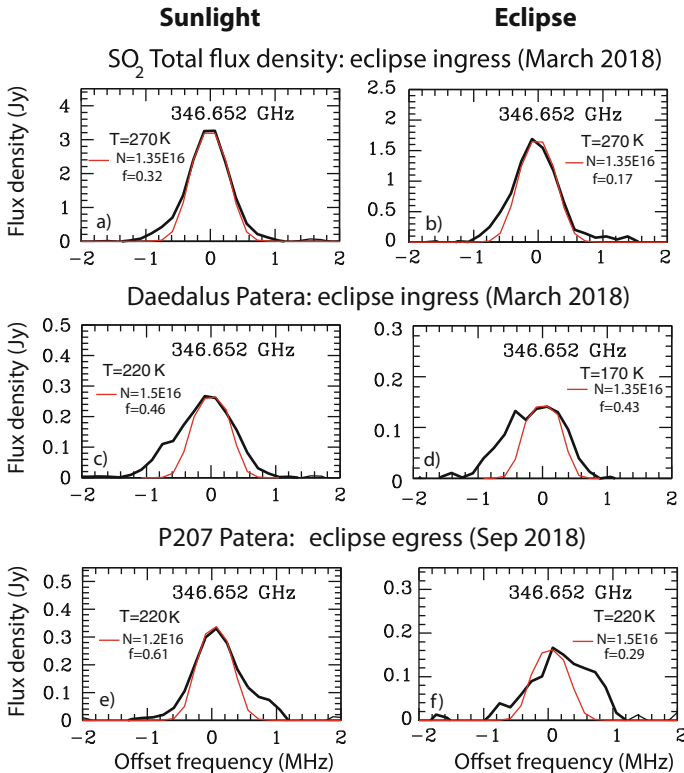 Sunlight Eclipse
SO2 Total flux density: eclipse ingress (March 2018)
Flux density (Jy)
4
3
2
1
0
346.652 GHz
T=270K
N=1.35E16
f=0.32
a)
−2 −1 0 1 2
2.5
2
1.5
1
0.5
0
346.652 GHz
T=270K
N=1.35E16
f=0.17
b)
−2 −1 0 1 2
Daedalus Patera: eclipse ingress (March 2018)
Flux density (Jy)
0.5
0.4
0.3
0.2
0.1
0
346.652 GHz
T=220K
N=1.5E16
f=0.46
c)
−2 −1 0 1 2
0.3
0.2
0.1
0
346.652 GHz
T=170 K
N=1.35E16
f=0.43
d)
−2 −1 0 1 2
P207 Patera: eclipse egress (Sep 2018)
Flux density (Jy)
0.5
0.4
0.3
0.2
0.1
0
346.652 GHz
T=220K
N=1.2E16
f=0.61
e)
−2 −1 0 1 2
Offset frequency (MHz)
0.3
0.2
0.1
0
346.652 GHz
T=220K
N=1.5E16
f=0.29
f)
−2 −1 0 1 2
Offset frequency (MHz)